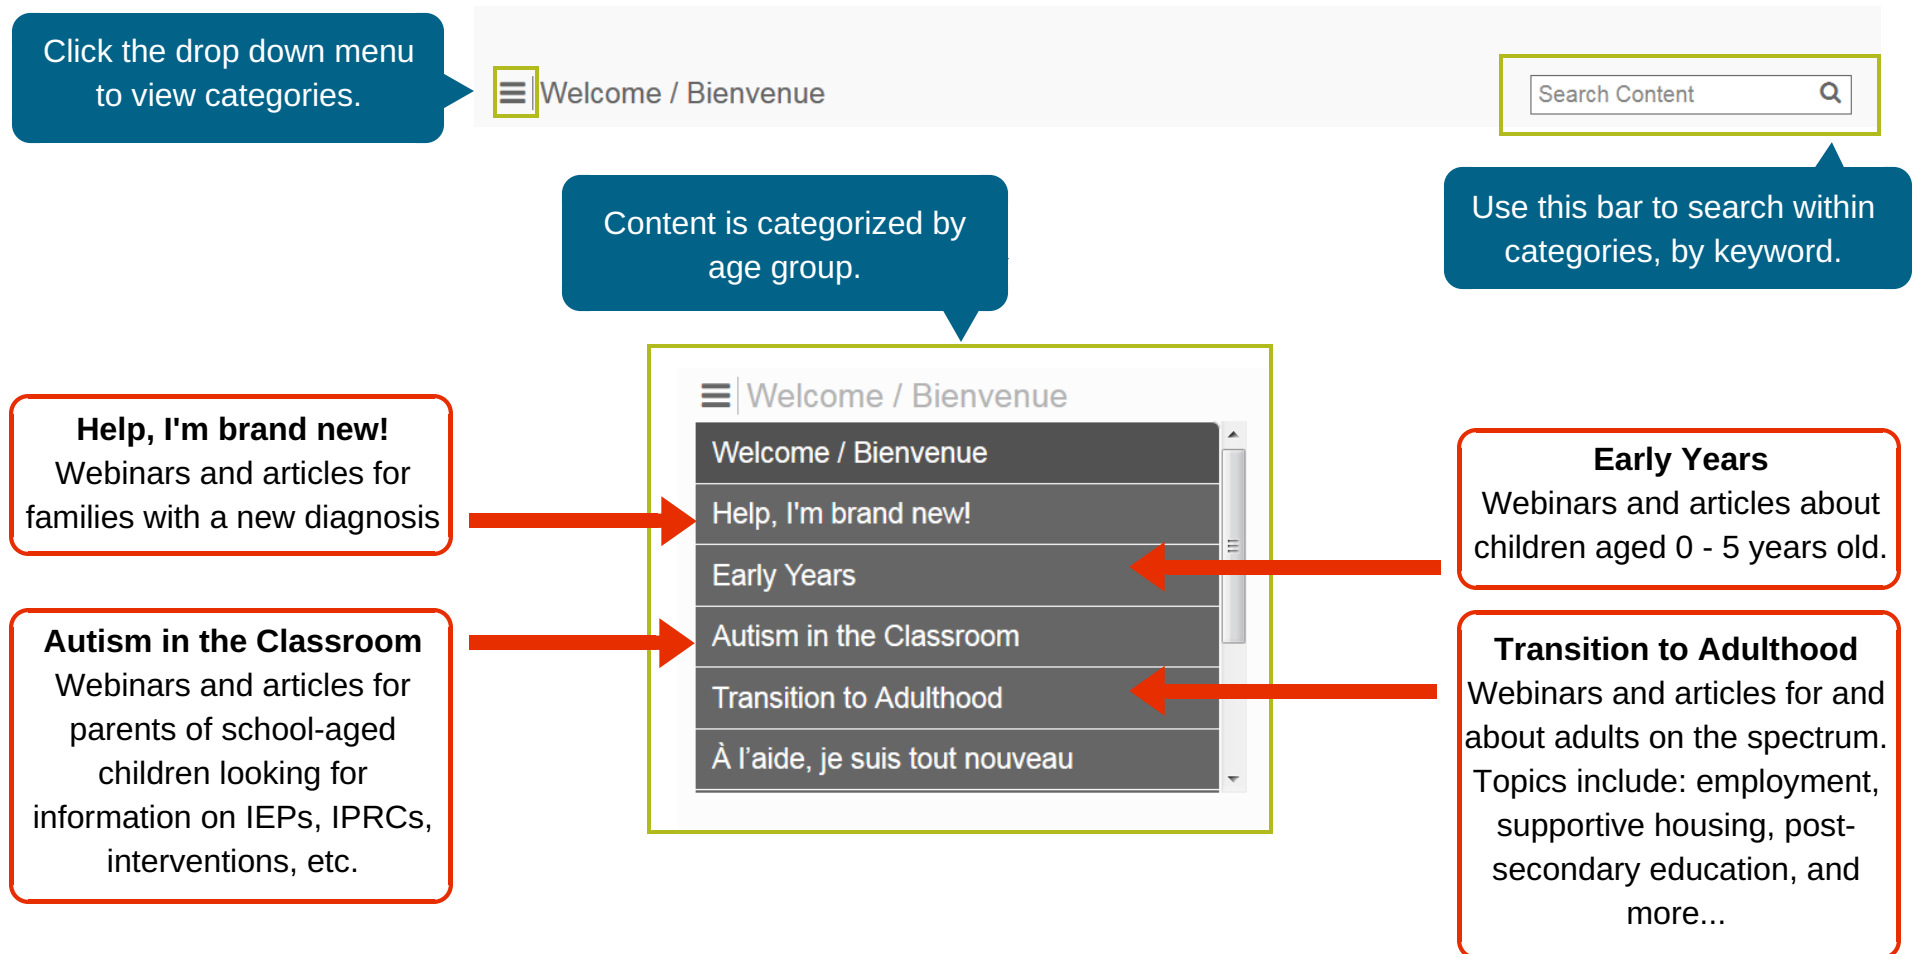 Click the drop down menu
to view categories.
Welcome / Bienvenue
Search Content
Use this bar to search within
categories, by keyword.
Content is categorized by
age group.
Help, I'm brand new!
Webinars and articles for
families with a new diagnosis
Autism in the Classroom
Webinars and articles for
parents of school-aged
children looking for
information on IEPs, IPRCs,
interventions, etc.
Welcome / Bienvenue
Welcome / Bienvenue
Help, I'm brand new!
Early Years
Autism in the Classroom
Transition to Adulthood
À l’aide, je suis tout nouveau
Early Years
Webinars and articles about
children aged 0 - 5 years old.
Transition to Adulthood
Webinars and articles for and
about adults on the spectrum.
Topics include: employment,
supportive housing, post-
secondary education, and
more...